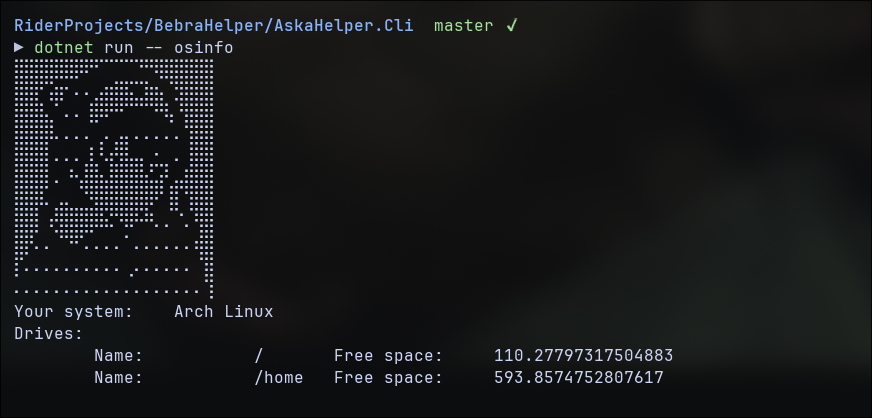 RiderProjects/BebraHelper/AskaHelper.Cli master ✓
▶ dotnet run -- osinfo
Your system: Arch Linux
Drives:
Name: / Free space: 110.27797317504883
Name: /home Free space: 593.8574752807617